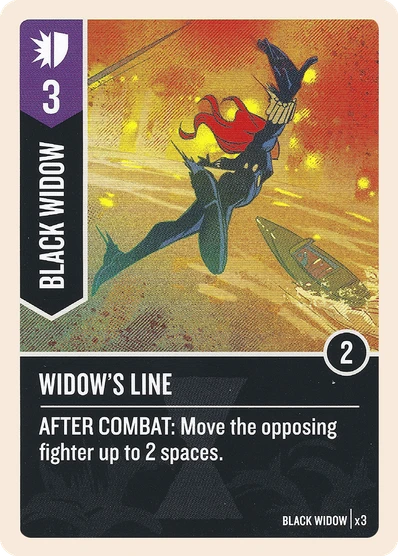 3
BLACK WIDOW
2
WIDOW'S LINE
AFTER COMBAT: Move the opposing
fighter up to 2 spaces.
BLACK WIDOW | x3